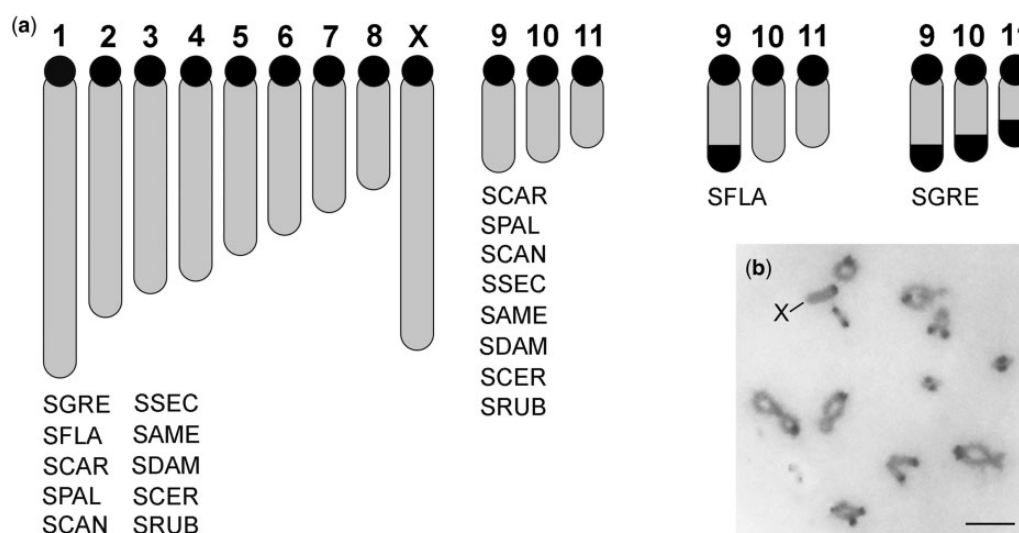 (a) 1 2 3 4 5 6 7 8 X 9 10 11 9 10 11 9 10 11
SCAR
SPAL
SCAN
SSEC
SAME
SDAM
SCER
SRUB
SFLA
SGRE
SGRE SSEC
SFLA SAME
SCAR SDAM
SPAL SCER
SCAN SRUB
(b)
X